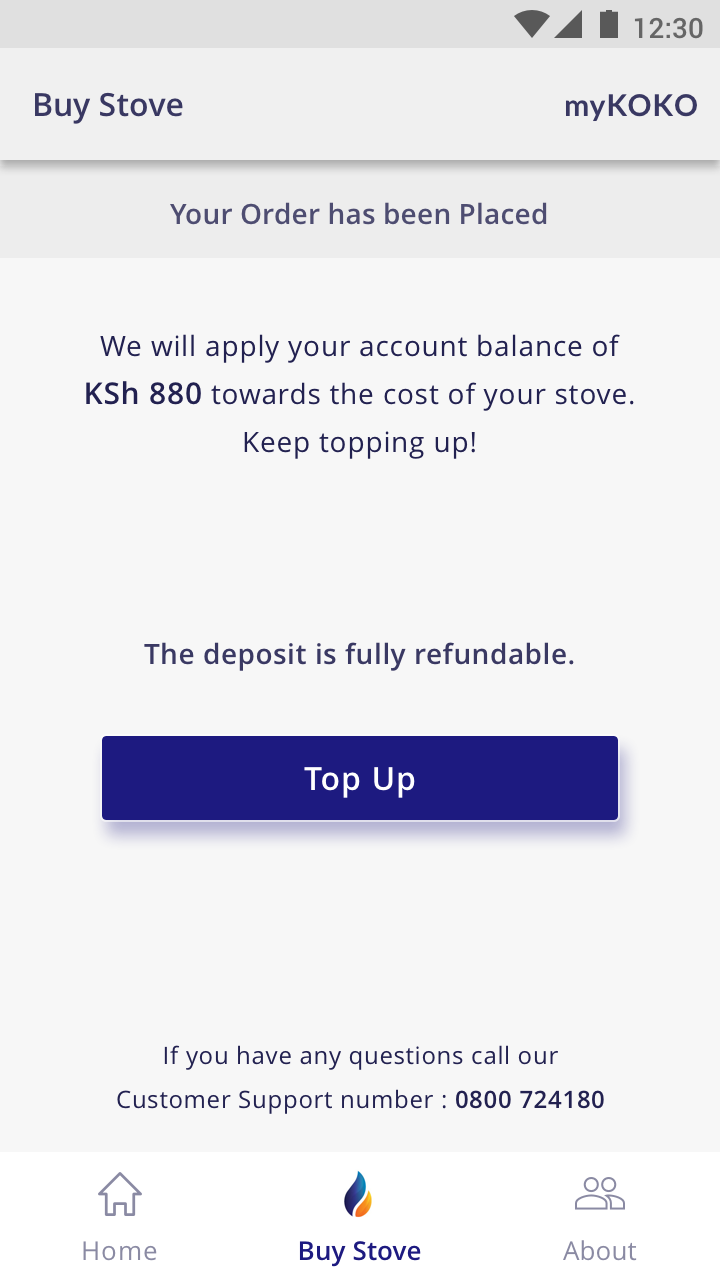 12:30
Buy Stove
myKOKO
Your Order has been Placed
We will apply your account balance of
KSh 880 towards the cost of your stove.
Keep topping up!
The deposit is fully refundable.
Top Up
If you have any questions call our
Customer Support number : 0800 724180
Home
Buy Stove
About